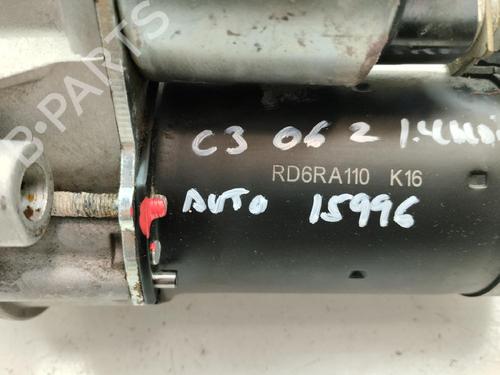 B-PARTS
C3 06 2 1.4HDi
RD6RA110 K16
AUTO 15996